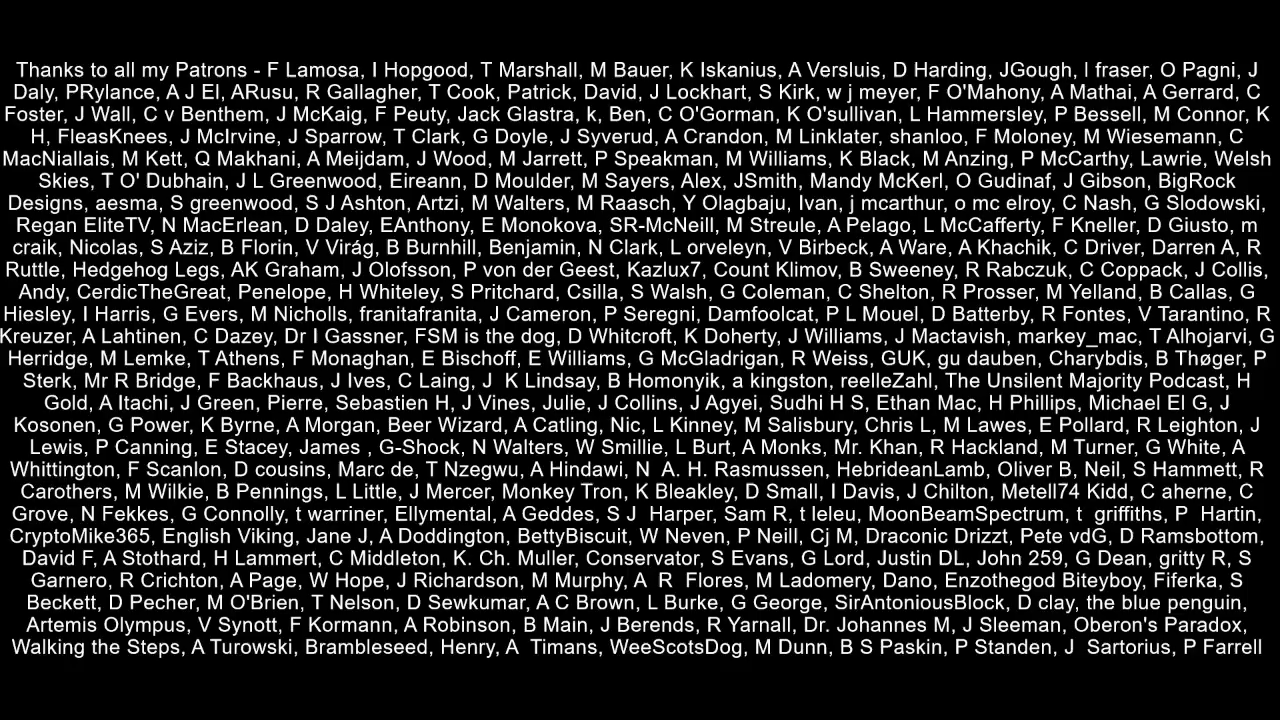 Thanks to all my Patrons - F Lamosa, I Hopgood, T Marshall, M Bauer, K Iskanius, A Versluis, D Harding, JGough, I fraser, O Pagni, J
Daly, PRylance, A J El, ARusu, R Gallagher, T Cook, Patrick, David, J Lockhart, S Kirk, w j meyer, F O'Mahony, A Mathai, A Gerrard, C
Foster, J Wall, C v Benthem, J McKaig, F Peuty, Jack Glastra, k, Ben, C O'Gorman, K O'sullivan, L Hammersley, P Bessell, M Connor, K
H, FleasKnees, J McIrvine, J Sparrow, T Clark, G Doyle, J Syverud, A Crandon, M Linklater, shanloo, F Moloney, M Wiesemann, C
MacNiallais, M Kett, Q Makhani, A Meijdam, J Wood, M Jarrett, P Speakman, M Williams, K Black, M Anzing, P McCarthy, Lawrie, Welsh
Skies, T O' Dubhain, J L Greenwood, Eireann, D Moulder, M Sayers, Alex, JSmith, Mandy McKerl, O Gudinaf, J Gibson, BigRock
Designs, aesma, S greenwood, S J Ashton, Artzi, M Walters, M Raasch, Y Olagbaju, Ivan, j mcarthur, o mc elroy, C Nash, G Slodowski,
Regan EliteTV, N MacErlean, D Daley, EAnthony, E Monokova, SR-McNeill, M Streule, A Pelago, L McCafferty, F Kneller, D Giusto, m
craik, Nicolas, S Aziz, B Florin, V Virág, B Burnhill, Benjamin, N Clark, L orveleyn, V Birbeck, A Ware, A Khachik, C Driver, Darren A, R
Ruttle, Hedgehog Legs, AK Graham, J Olofsson, P von der Geest, Kazlux7, Count Klimov, B Sweeney, R Rabczuk, C Coppack, J Collis,
Andy, CerdicTheGreat, Penelope, H Whiteley, S Pritchard, Csilla, S Walsh, G Coleman, C Shelton, R Prosser, M Yelland, B Callas, G
Hiesley, I Harris, G Evers, M Nicholls, franitafranita, J Cameron, P Seregni, Damfoolcat, P L Mouel, D Batterby, R Fontes, V Tarantino, R
Kreuzer, A Lahtinen, C Dazey, Dr I Gassner, FSM is the dog, D Whitcroft, K Doherty, J Williams, J Mactavish, markey_mac, T Alhojarvi, G
Herridge, M Lemke, T Athens, F Monaghan, E Bischoff, E Williams, G McGladrigan, R Weiss, GUK, gu dauben, Charybdis, B Thøger, P
Sterk, Mr R Bridge, F Backhaus, J Ives, C Laing, J  K Lindsay, B Homonyik, a kingston, reelleZahl, The Unsilent Majority Podcast, H
Gold, A Itachi, J Green, Pierre, Sebastien H, J Vines, Julie, J Collins, J Agyei, Sudhi H S, Ethan Mac, H Phillips, Michael El G, J
Kosonen, G Power, K Byrne, A Morgan, Beer Wizard, A Catling, Nic, L Kinney, M Salisbury, Chris L, M Lawes, E Pollard, R Leighton, J
Lewis, P Canning, E Stacey, James , G-Shock, N Walters, W Smillie, L Burt, A Monks, Mr. Khan, R Hackland, M Turner, G White, A
Whittington, F Scanlon, D cousins, Marc de, T Nzegwu, A Hindawi, N  A. H. Rasmussen, HebrideanLamb, Oliver B, Neil, S Hammett, R
Carothers, M Wilkie, B Pennings, L Little, J Mercer, Monkey Tron, K Bleakley, D Small, I Davis, J Chilton, Metell74 Kidd, C aherne, C
Grove, N Fekkes, G Connolly, t warriner, Ellymental, A Geddes, S J  Harper, Sam R, t leleu, MoonBeamSpectrum, t  griffiths, P  Hartin,
CryptoMike365, English Viking, Jane J, A Doddington, BettyBiscuit, W Neven, P Neill, Cj M, Draconic Drizzt, Pete vdG, D Ramsbottom,
David F, A Stothard, H Lammert, C Middleton, K. Ch. Muller, Conservator, S Evans, G Lord, Justin DL, John 259, G Dean, gritty R, S
Garnero, R Crichton, A Page, W Hope, J Richardson, M Murphy, A  R  Flores, M Ladomery, Dano, Enzothegod Biteyboy, Fiferka, S
Beckett, D Pecher, M O'Brien, T Nelson, D Sewkumar, A C Brown, L Burke, G George, SirAntoniousBlock, D clay, the blue penguin,
Artemis Olympus, V Synott, F Kormann, A Robinson, B Main, J Berends, R Yarnall, Dr. Johannes M, J Sleeman, Oberon's Paradox,
Walking the Steps, A Turowski, Brambleseed, Henry, A  Timans, WeeScotsDog, M Dunn, B S Paskin, P Standen, J  Sartorius, P Farrell